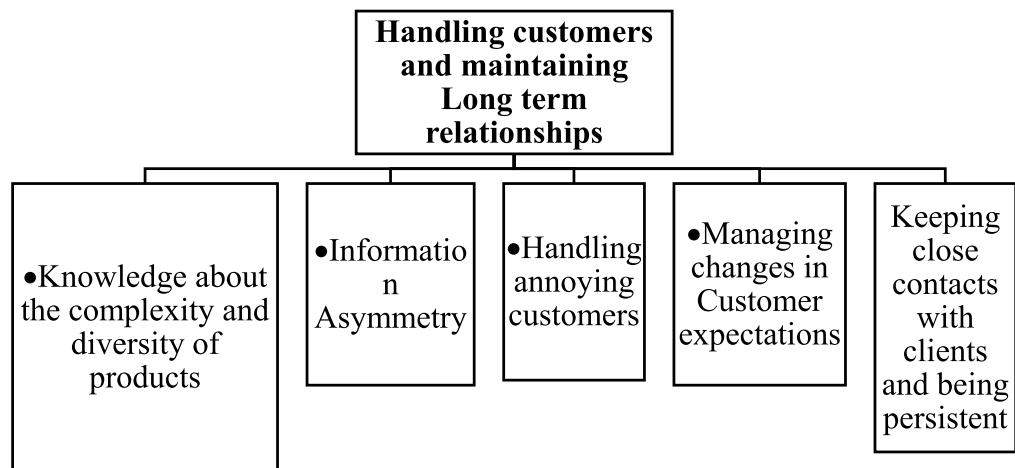 Handling customers
and maintaining
Long term
relationships
•Knowledge about
the complexity and
diversity of
products
•Informatio
n
Asymmetry
•Handling
annoying
customers
•Managing
changes in
Customer
expectations
Keeping
close
contacts
with
clients
and being
persistent